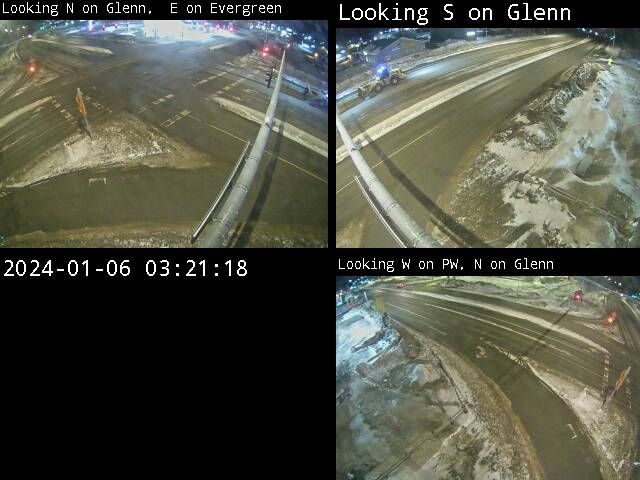 Looking N on Glenn, E on Evergreen
Looking S on Glenn
2024-01-06 03:21:18
Looking W on PW, N on Glenn